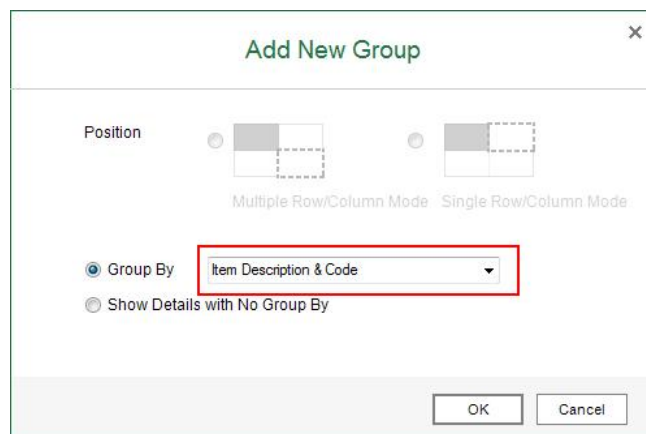 Add New Group
Position
Multiple Row/Column Mode Single Row/Column Mode
Group By Item Description & Code
Show Details with No Group By
OK Cancel